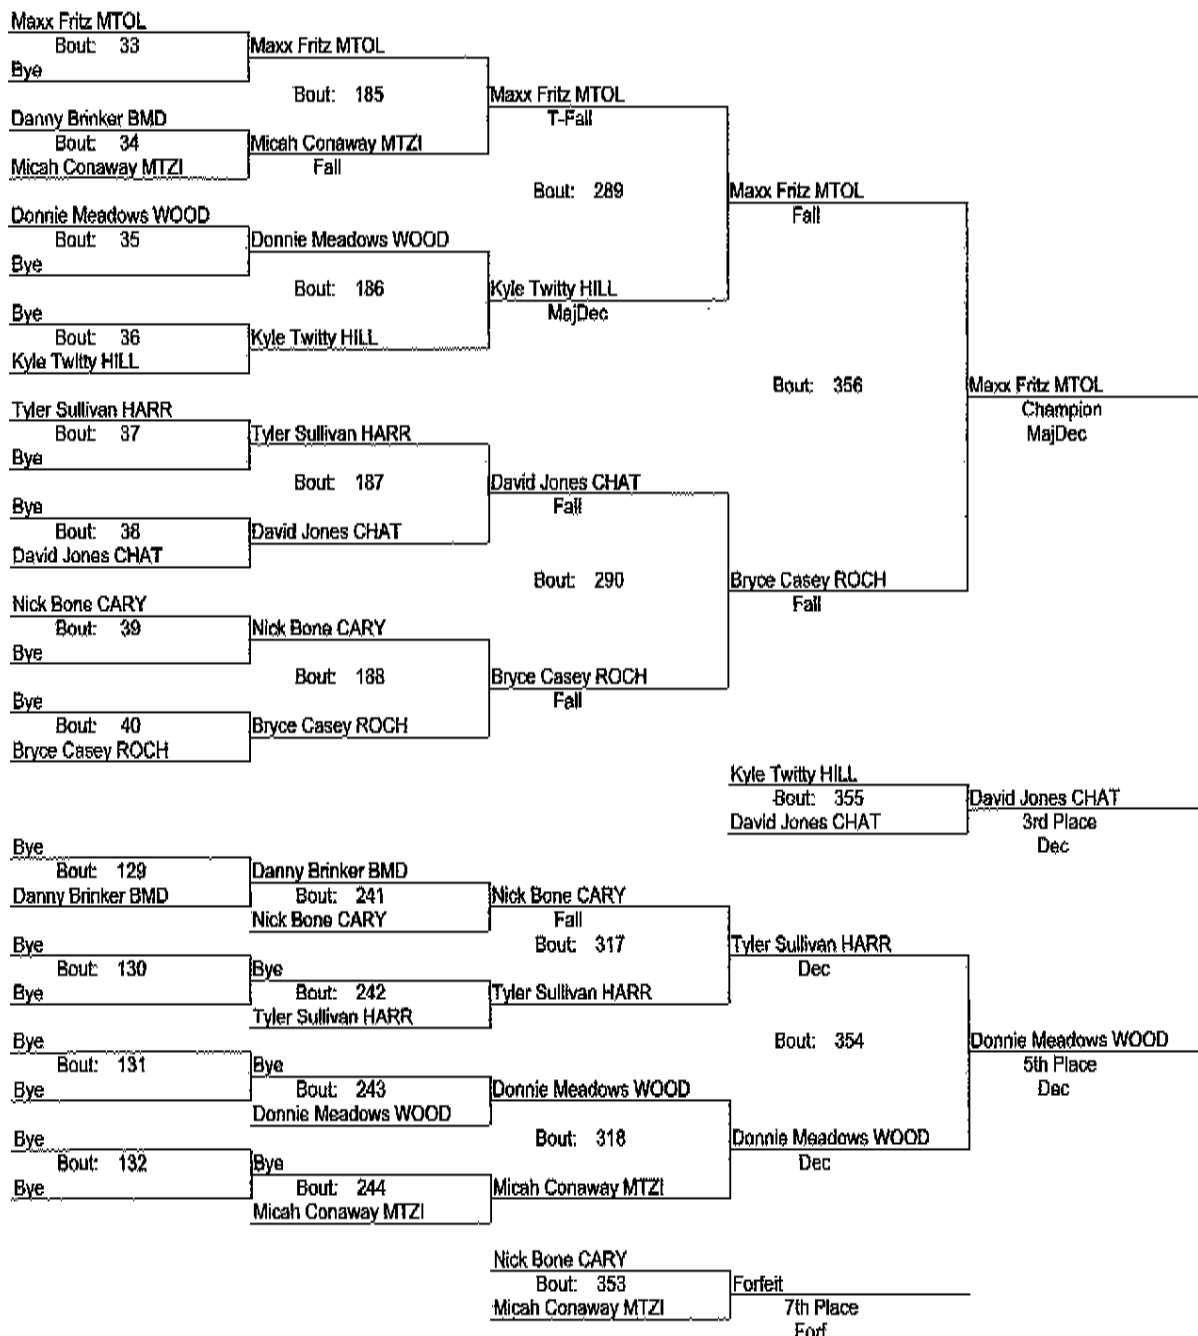 Maxx Fritz MTOL
Bout: 33
Bye
Maxx Fritz MTOL
Bout: 185
Danny Brinker BMD
Bout: 34
Micah Conaway MTZI
Micah Conaway MTZI
Fall
Maxx Fritz MTOL
T-Fall
Bout: 289
Donnie Meadows WOOD
Bout: 35
Bye
Donnie Meadows WOOD
Bout: 186
Bye
Bout: 36
Kyle Twitty HILL
Kyle Twitty HILL
Kyle Twitty HILL
MajDec
Maxx Fritz MTOL
Fall
Bout: 356
Maxx Fritz MTOL
Champion
MajDec
Tyler Sullivan HARR
Bout: 37
Bye
Tyler Sullivan HARR
Bout: 187
Bye
Bout: 38
David Jones CHAT
David Jones CHAT
David Jones CHAT
Fall
Bout: 290
Nick Bone CARY
Bout: 39
Bye
Nick Bone CARY
Bout: 188
Bye
Bout: 40
Bryce Casey ROCH
Bryce Casey ROCH
Bryce Casey ROCH
Fall
Bryce Casey ROCH
Fall
Kyle Twitty HILL
Bout: 355
David Jones CHAT
David Jones CHAT
3rd Place
Dec
Bye
Bout: 129
Danny Brinker BMD
Danny Brinker BMD
Bout: 241
Nick Bone CARY
Nick Bone CARY
Fall
Bout: 317
Bye
Bout: 130
Bye
Bye
Bout: 242
Tyler Sullivan HARR
Tyler Sullivan HARR
Tyler Sullivan HARR
Dec
Bout: 354
Bye
Bout: 131
Bye
Bye
Bout: 243
Donnie Meadows WOOD
Donnie Meadows WOOD
Bout: 318
Bye
Bout: 132
Bye
Bye
Bout: 244
Micah Conaway MTZI
Micah Conaway MTZI
Donnie Meadows WOOD
Dec
Donnie Meadows WOOD
5th Place
Dec
Nick Bone CARY
Bout: 353
Micah Conaway MTZI
Forfeit
7th Place
Forf